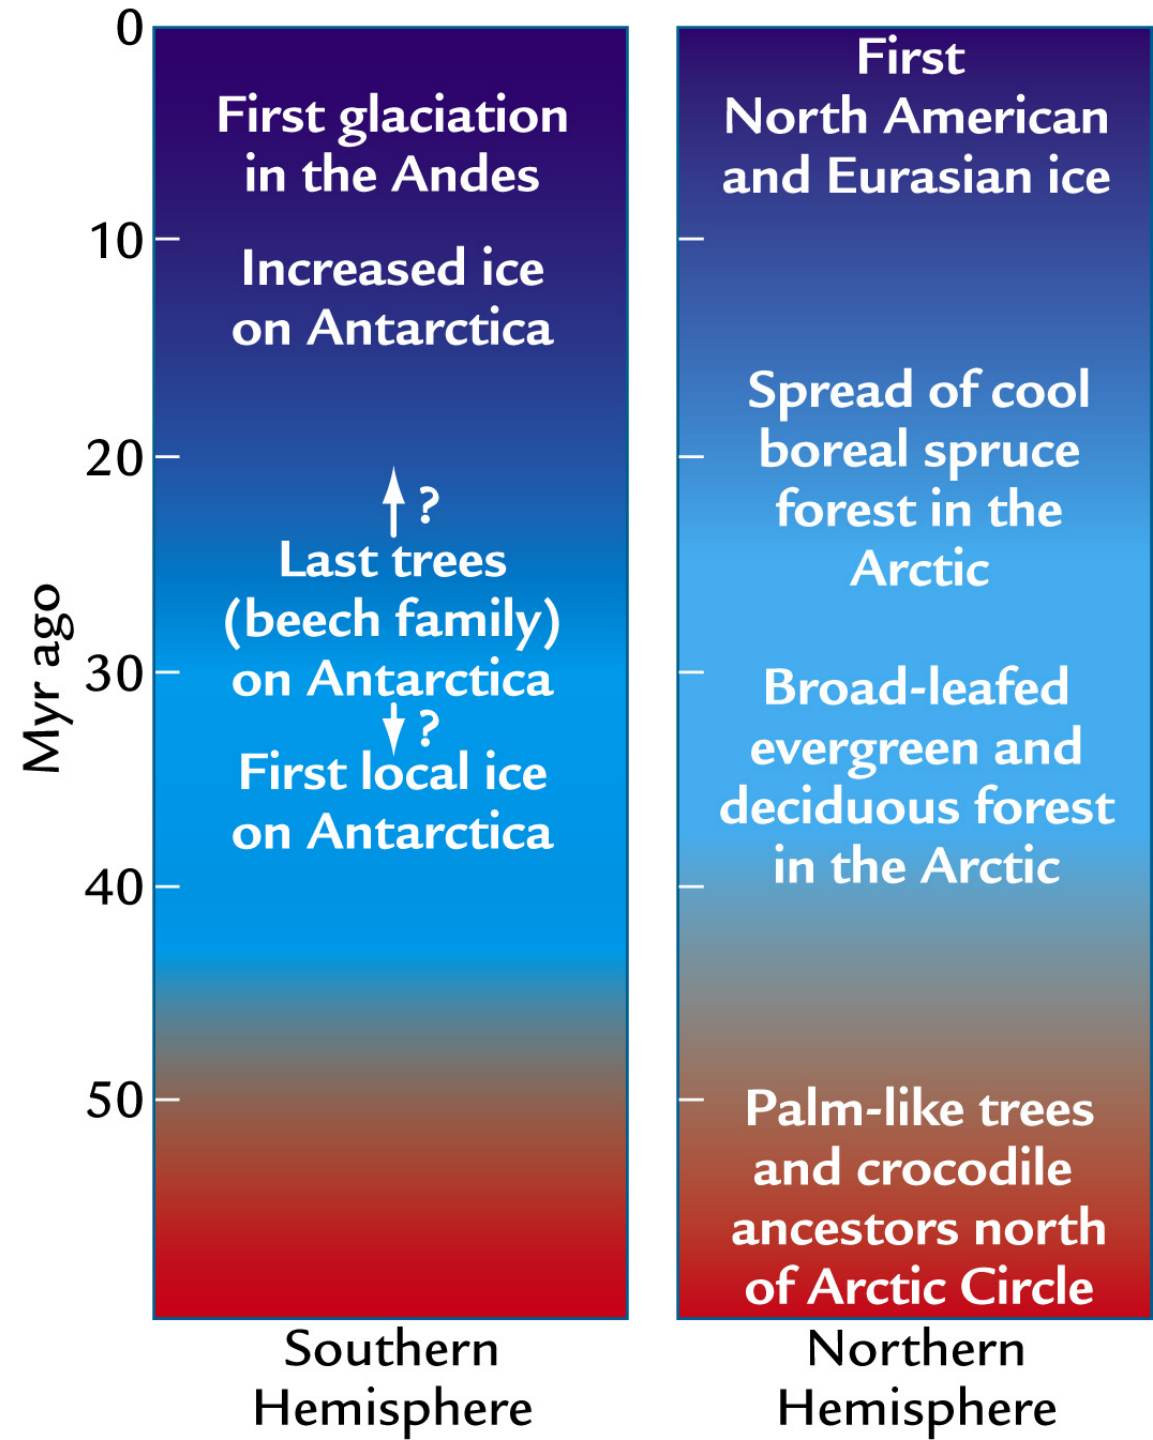 0
10
20
30
40
50
Myr ago
First glaciation
in the Andes
Increased ice
on Antarctica
?
Last trees
(beech family)
on Antarctica
?
First local ice
on Antarctica
Southern
Hemisphere
First
North American
and Eurasian ice
Spread of cool
boreal spruce
forest in the
Arctic
Broad-leafed
evergreen and
deciduous forest
in the Arctic
Palm-like trees
and crocodile
ancestors north
of Arctic Circle
Northern
Hemisphere